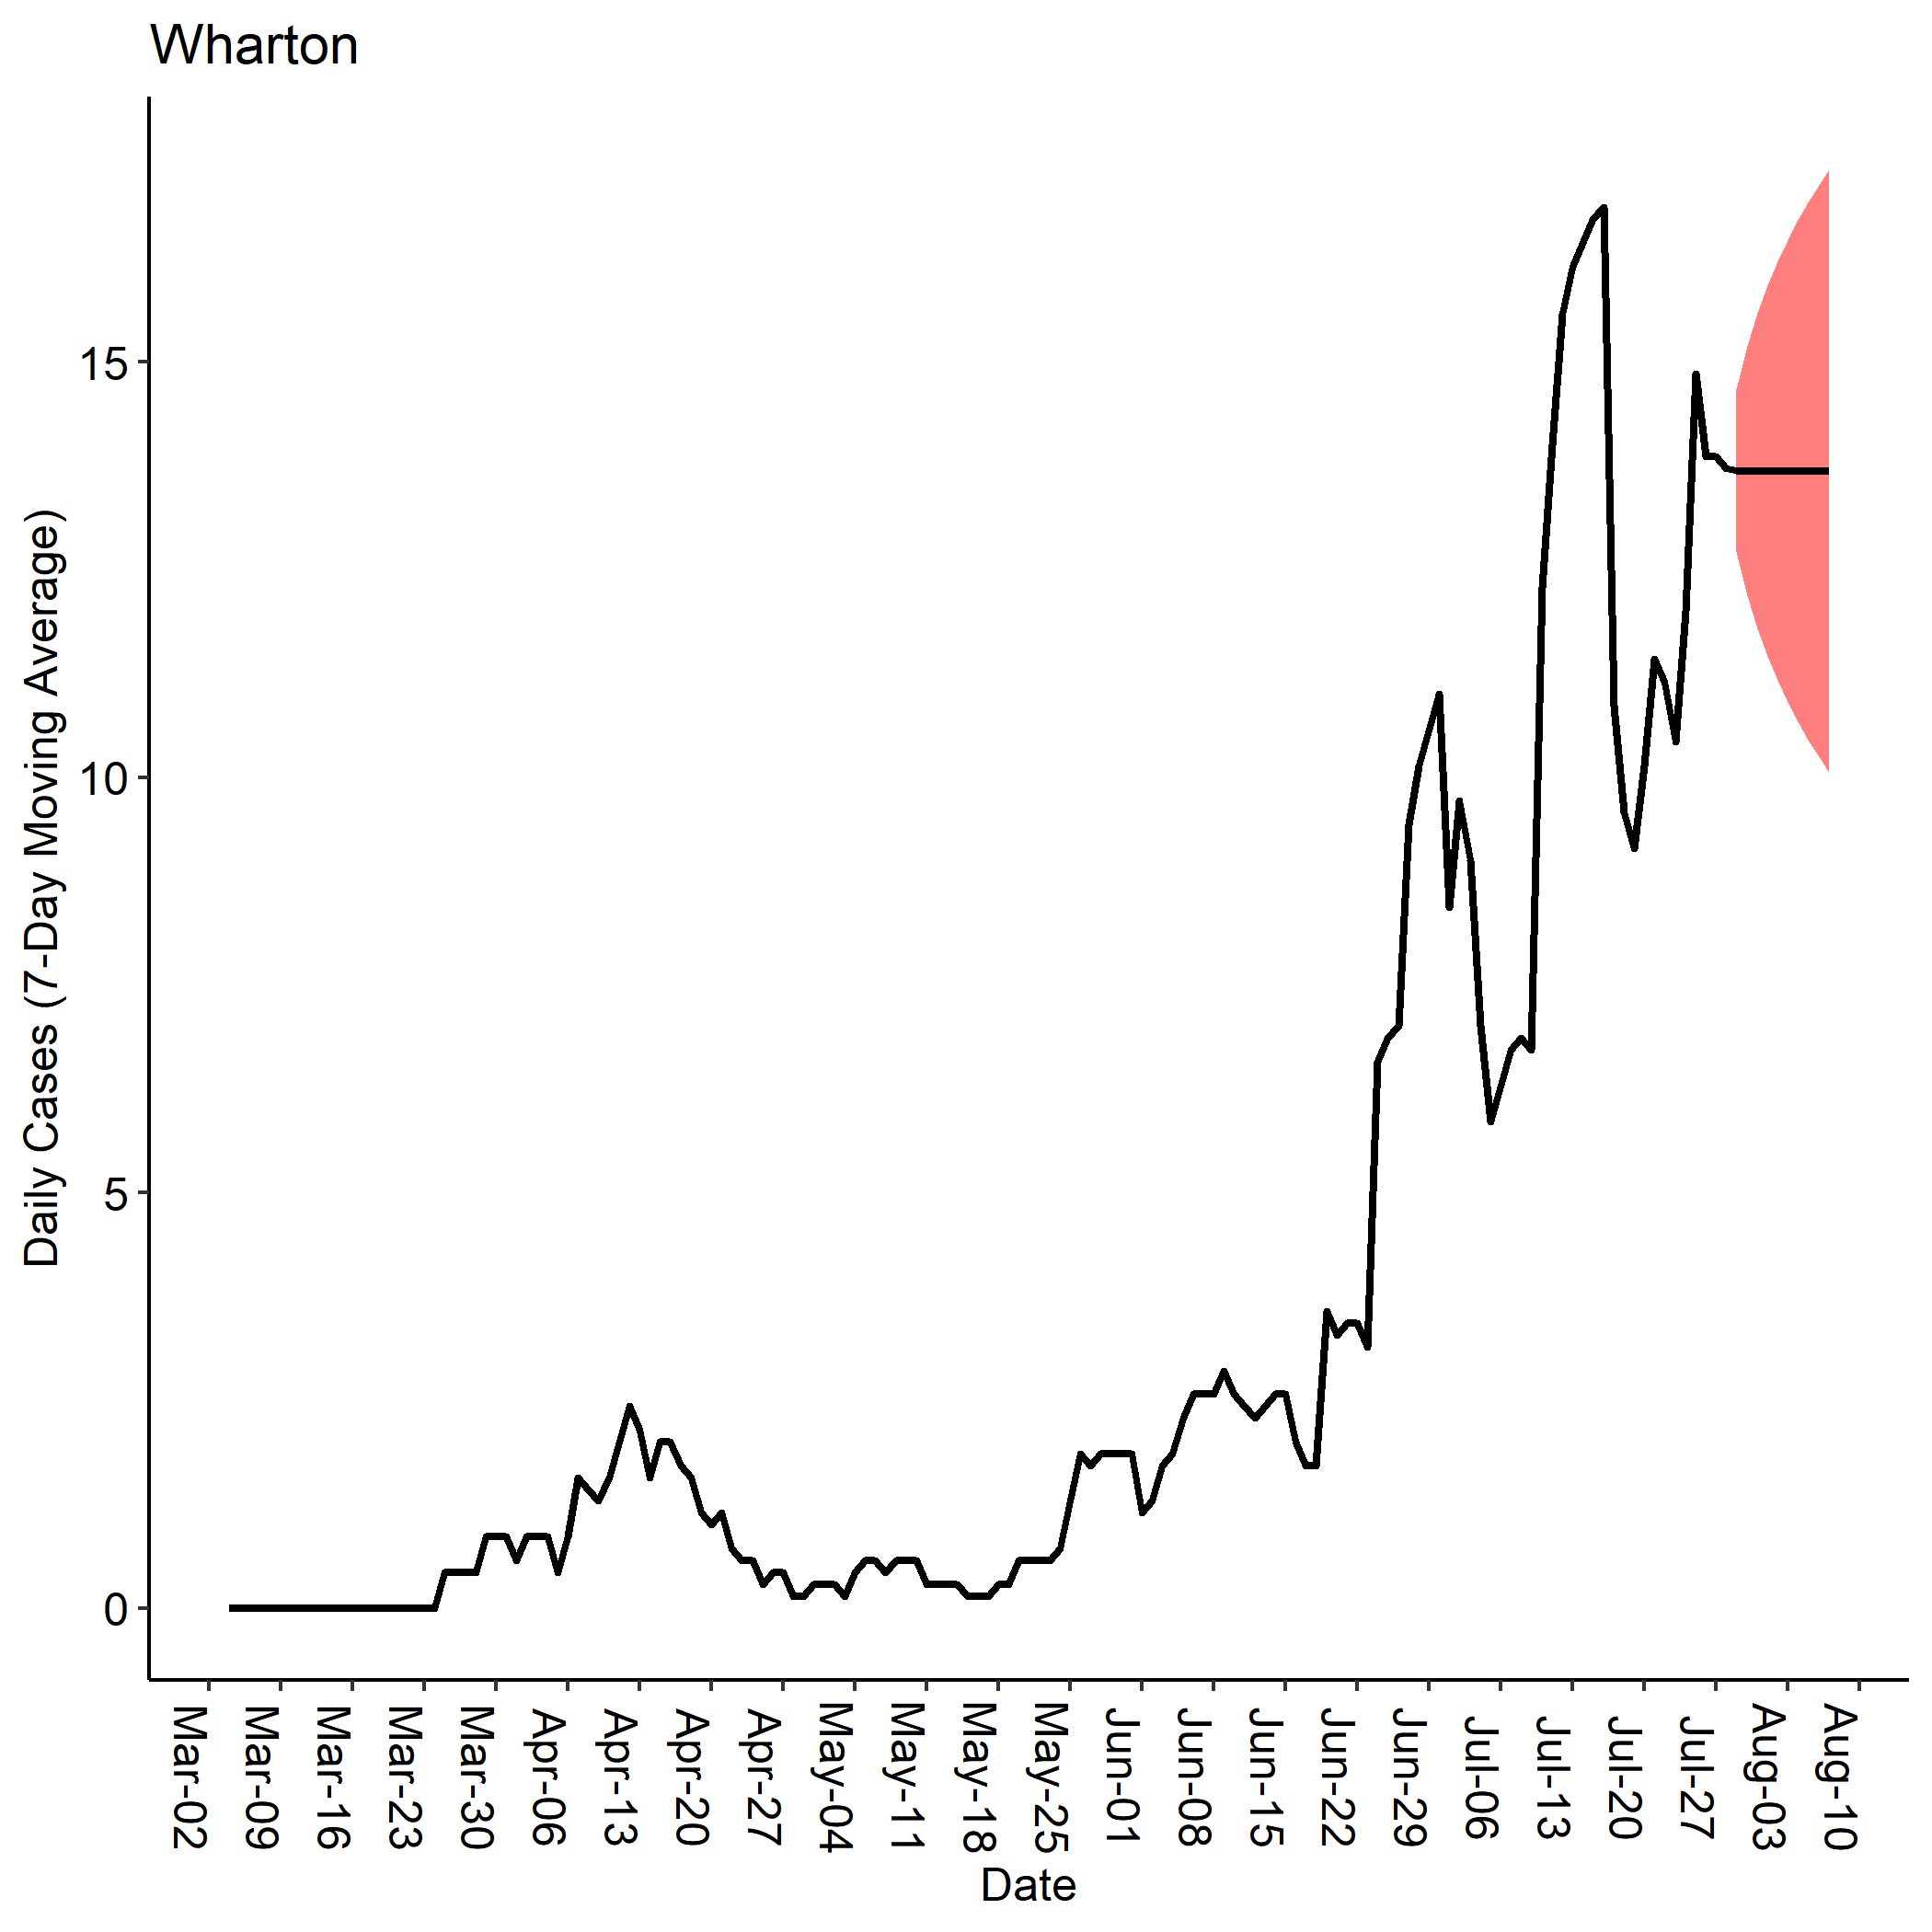 Wharton
Daily Cases (7-Day Moving Average)
15
10
5
0
Mar-02
Mar-09
Mar-16
Mar-23
Mar-30
Apr-06
Apr-13
Apr-20
Apr-27
May-04
May-11
May-18
May-25
Jun-01
Jun-08
Jun-15
Jun-22
Jun-29
Jul-06
Jul-13
Jul-20
Jul-27
Aug-03
Aug-10
Date